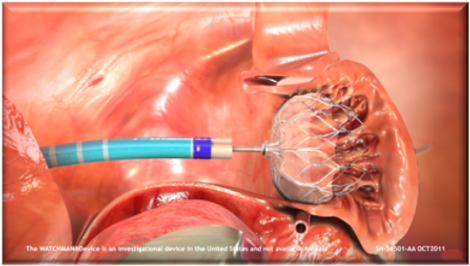 The WATCHMAN® Device is an investigational device in the United States and not available for sale
SH-50501-AA OCT2011